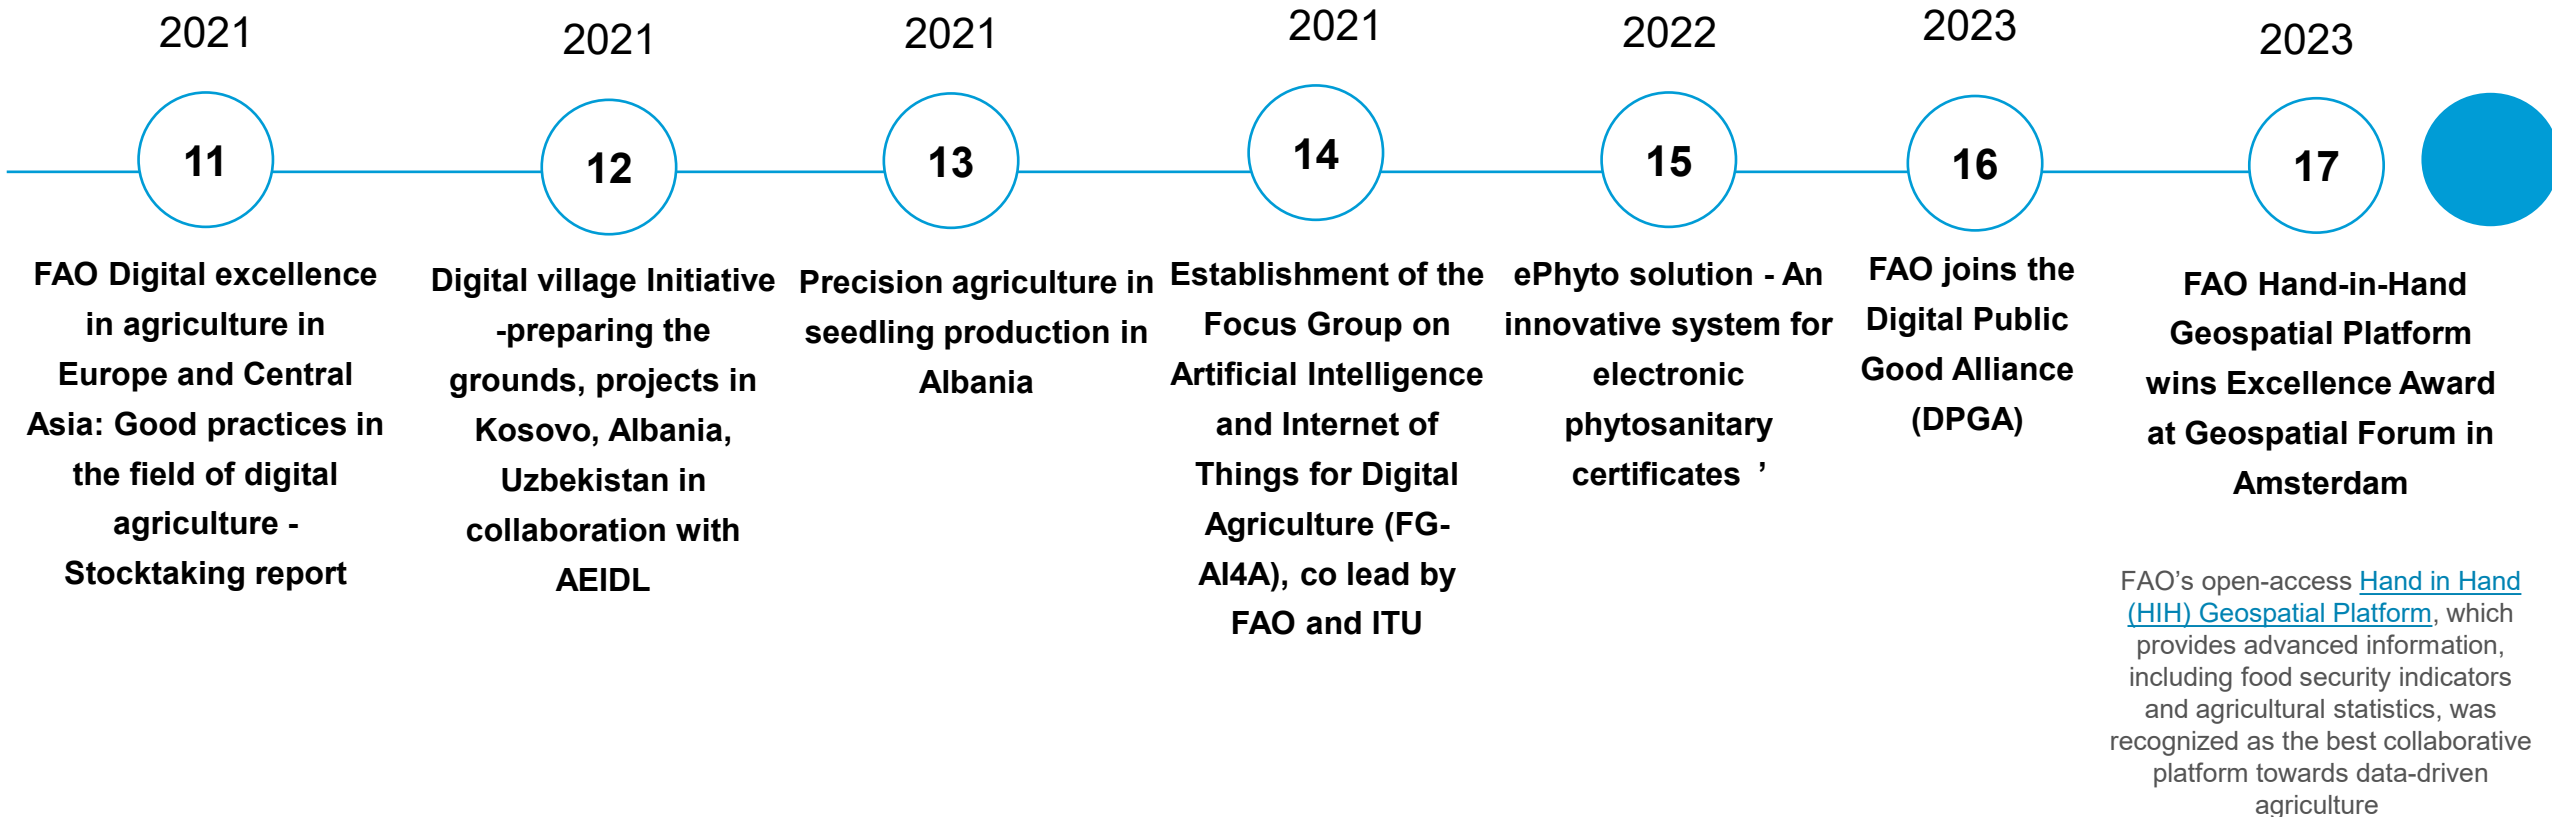 2021
11
FAO Digital excellence
in agriculture in
Europe and Central
Asia: Good practices in
the field of digital
agriculture -
Stocktaking report
2021
12
Digital village Initiative
-preparing the
grounds, projects in
Kosovo, Albania,
Uzbekistan in
collaboration with
AEIDL
2021
13
Precision agriculture in
seedling production in
Albania
2021
14
Establishment of the
Focus Group on
Artificial Intelligence
and Internet of
Things for Digital
Agriculture (FG-
AI4A), co lead by
FAO and ITU
2022
15
ePhyto solution - An
innovative system for
electronic
phytosanitary
certificates ’
2023
16
FAO joins the
Digital Public
Good Alliance
(DPGA)
2023
17
FAO Hand-in-Hand
Geospatial Platform
wins Excellence Award
at Geospatial Forum in
Amsterdam
FAO’s open-access Hand in Hand
(HIH) Geospatial Platform, which
provides advanced information,
including food security indicators
and agricultural statistics, was
recognized as the best collaborative
platform towards data-driven
agriculture